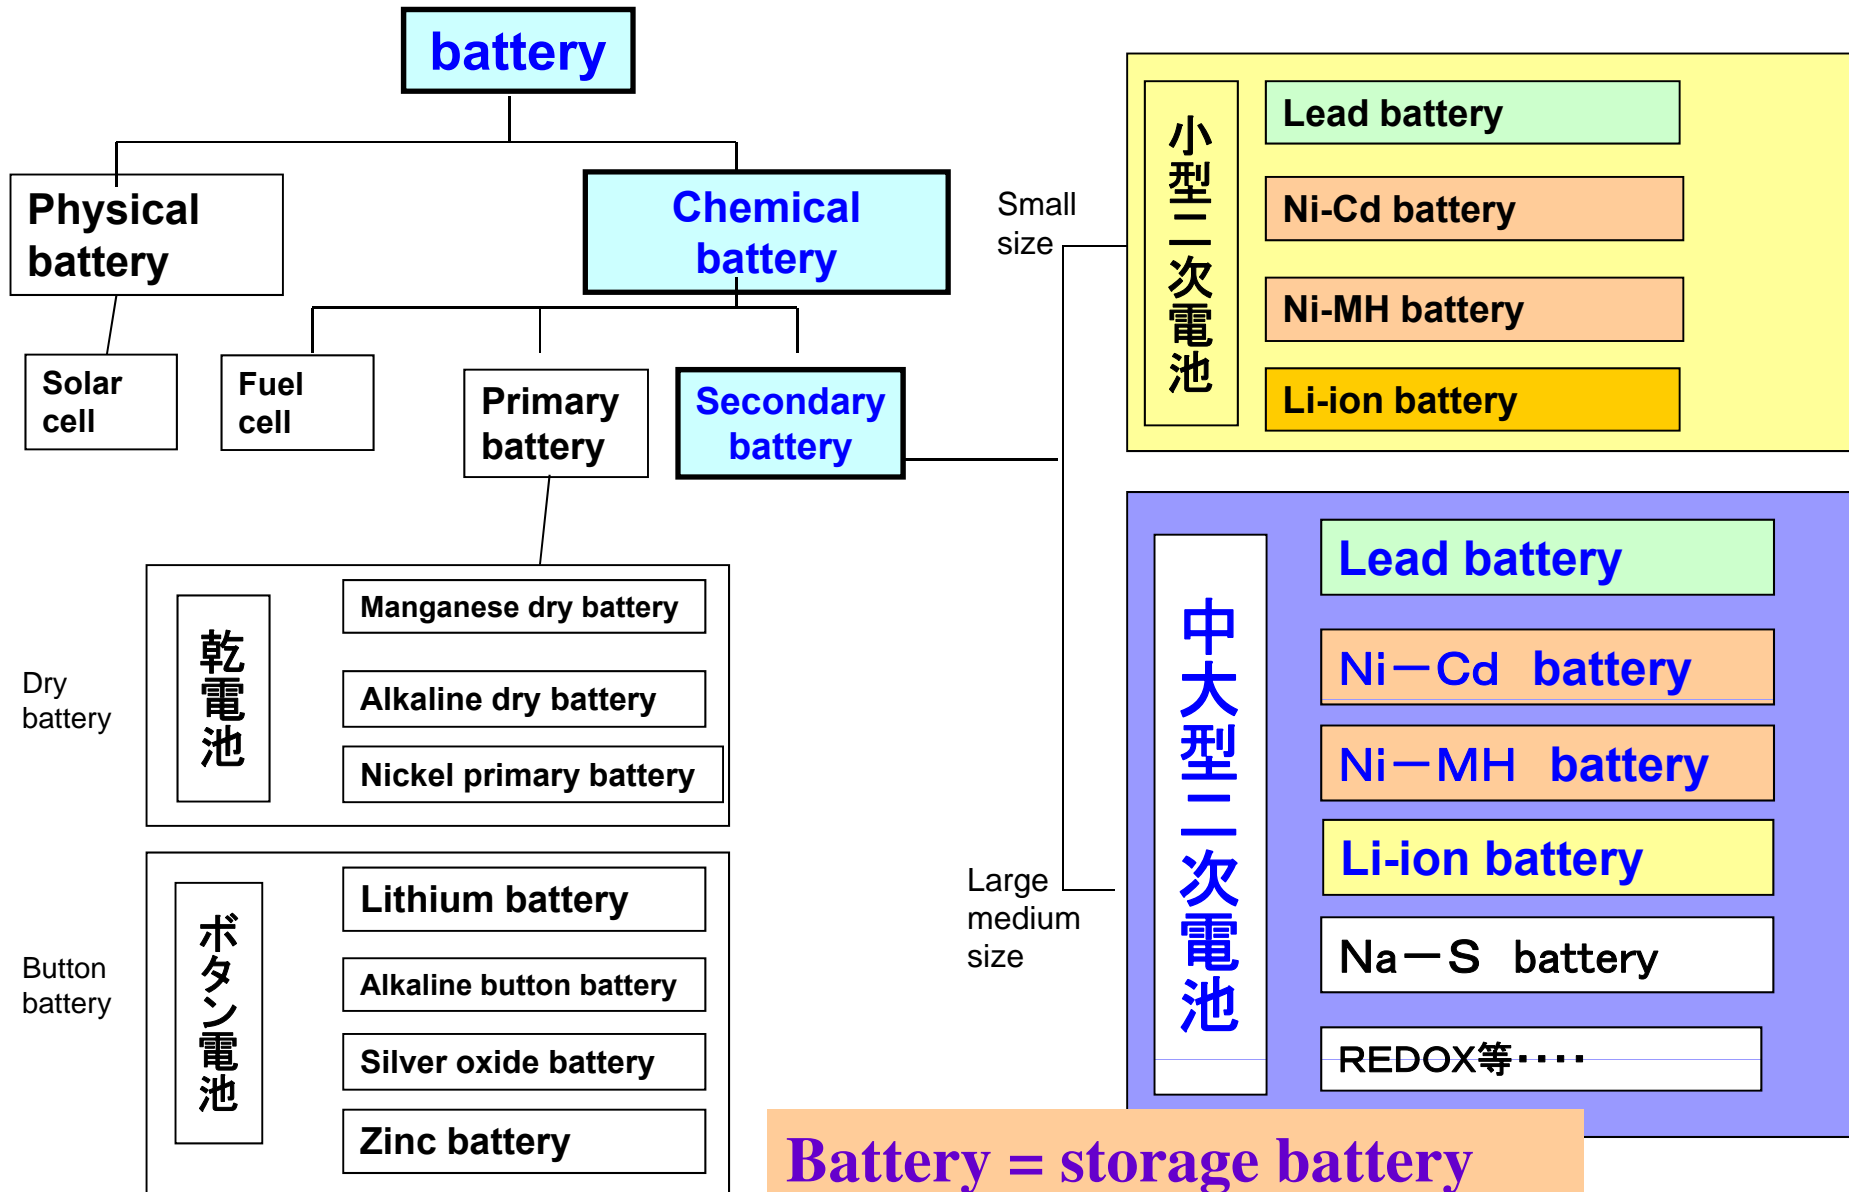 battery
Physical
battery
Chemical
battery
Solar
cell
Fuel
cell
Primary
battery
Secondary
battery
Dry
battery
乾電池
Manganese dry battery
Alkaline dry battery
Nickel primary battery
Button
battery
ボタン電池
Lithium battery
Alkaline button battery
Silver oxide battery
Zinc battery
Small
size
小型二次電池
Lead battery
Ni-Cd battery
Ni-MH battery
Li-ion battery
Large
medium
size
中大型二次電池
Lead battery
Ni－Cd　battery
Ni－MH　battery
Li-ion battery
Na－S　battery
REDOX等････
Battery = storage battery